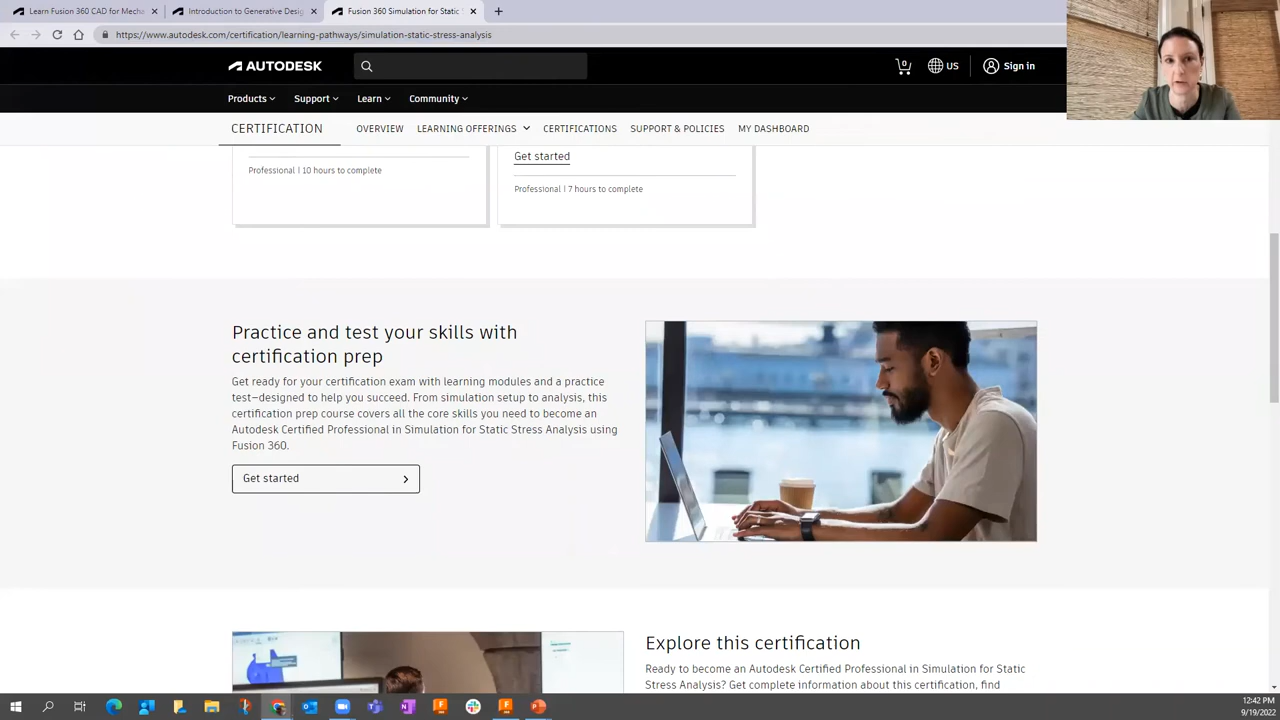 Learn Fusion 360 CAD for Mecha
Introduction to Generative Desig
Fusion 360 Simulation for Static S
https://www.autodesk.com/certification/learning-pathways/simulation-static-stress-analysis
AUTODESK
0
US
Sign in
Products
Support
Learn
Community
CERTIFICATION
OVERVIEW
LEARNING OFFERINGS
CERTIFICATIONS
SUPPORT & POLICIES
MY DASHBOARD
Get started
Professional | 10 hours to complete
Professional | 7 hours to complete
Practice and test your skills with
certification prep
Get ready for your certification exam with learning modules and a practice
test–designed to help you succeed. From simulation setup to analysis, this
certification prep course covers all the core skills you need to become an
Autodesk Certified Professional in Simulation for Static Stress Analysis using
Fusion 360.
Get started
Explore this certification
Ready to become an Autodesk Certified Professional in Simulation for Static
Stress Analysis? Get complete information about this certification, find
12:42 PM
9/19/2022